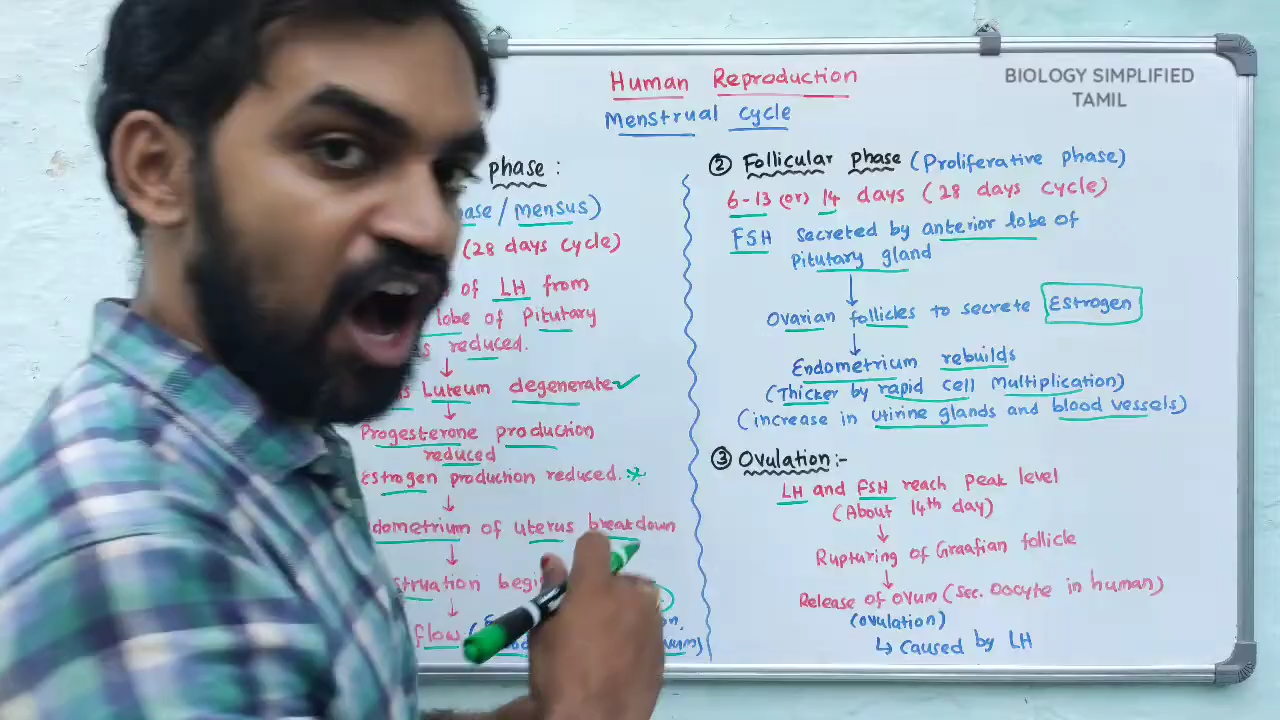 Human Reproduction
Menstrual cycle
BIOLOGY SIMPLIFIED
TAMIL
phase :
/ Mensus)
(28 days cycle)
of LH from
lobe of Pitutary
reduced.
Luteum degenerate
Progesterone production
reduced
Estrogen production reduced.
of uterus breakdown
flow
② Follicular phase (Proliferative phase)
6-13 (or) 14 days (28 days cycle)
FSH Secreted by anterior lobe of
Pitutary gland
Ovarian follicles to secrete Estrogen
Endometrium rebuilds
(Thicker by rapid cell Multiplication)
(increase in Utirine glands and blood vessels)
③ Ovulation:-
LH and FSH reach peak level
(About 14th day)
Rupturing of Graafian follicle
Release of Ovum (Sec. Oocyte in human)
(ovulation)
↳ Caused by LH